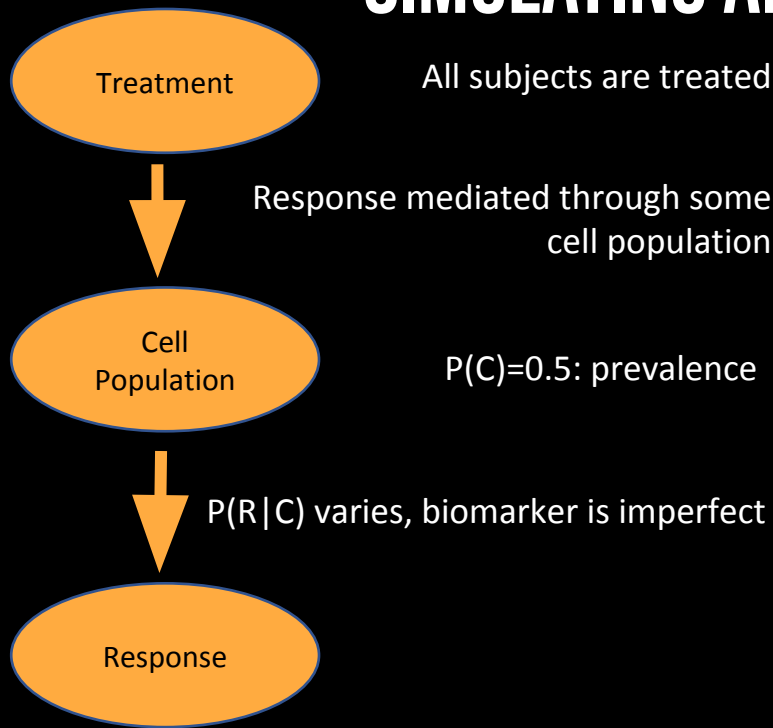 SIMULATING
Treatment
All subjects are treated
Response mediated through some
cell population
Cell
Population
P(C)=0.5: prevalence
P(R|C) varies, biomarker is imperfect
Response